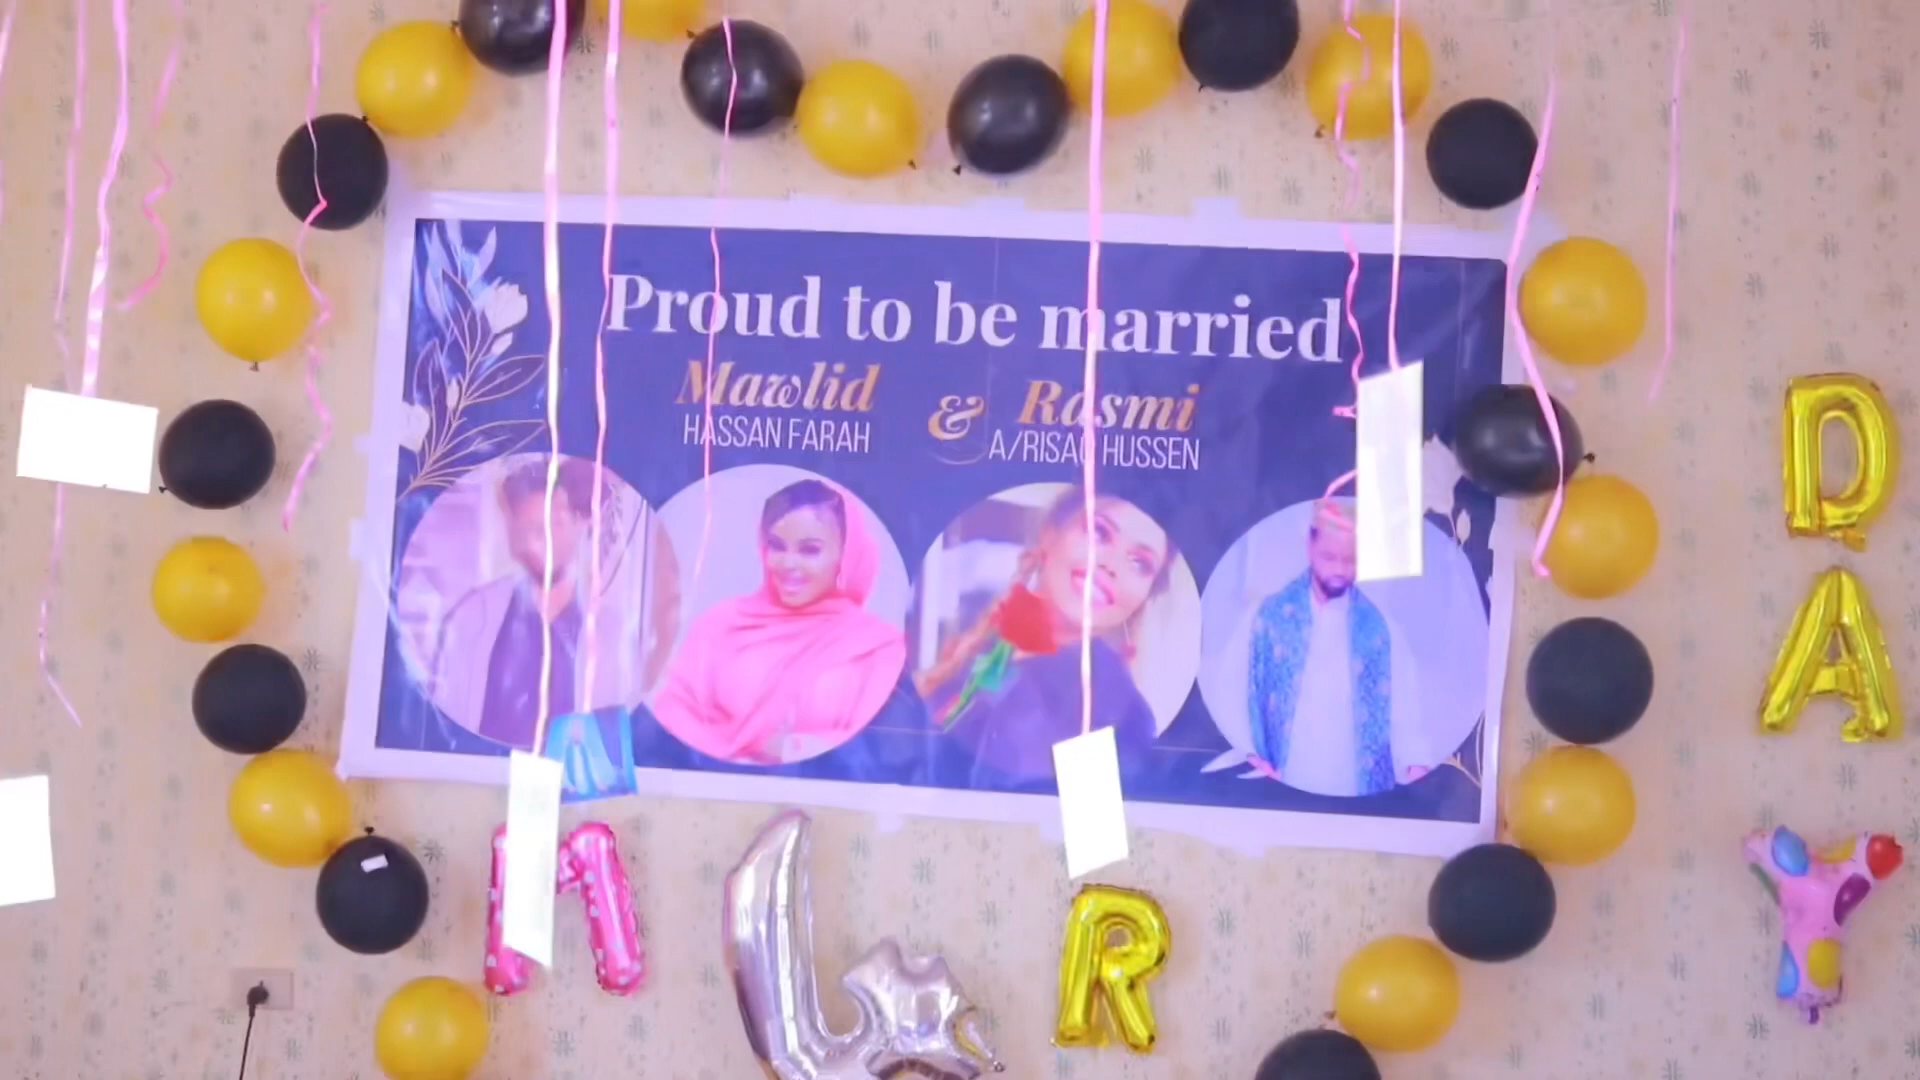 Proud to be married
Mawlid & Rasmi
HASSAN FARAH A/RISAQ HUSSEN
M R
D
A
Y